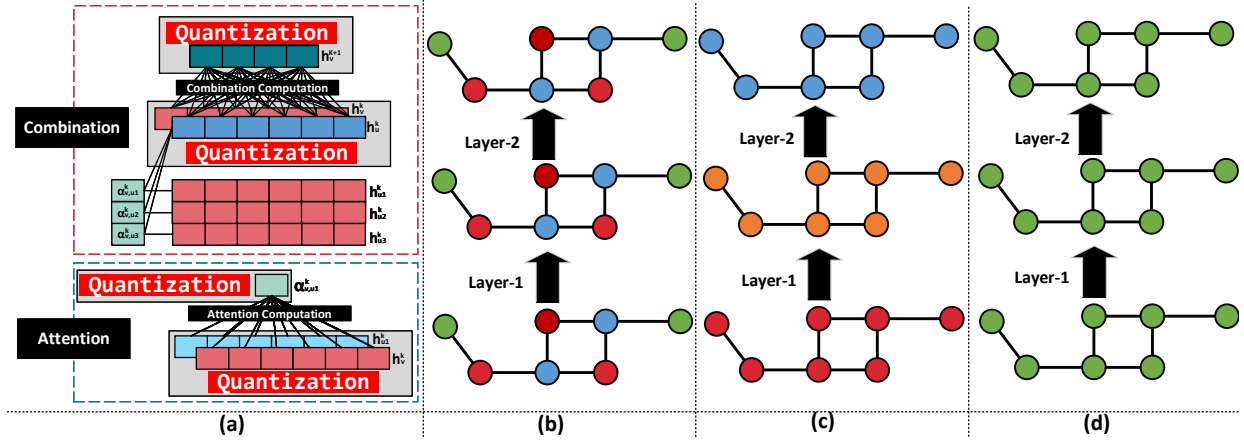 Quantization
h_v^{K+1}
Combination Computation
h_v^k
h_u^k
Combination
Quantization
α_{v,u1}^k
h_{u1}^k
α_{v,u2}^k
h_{u2}^k
α_{v,u3}^k
h_{u3}^k
Quantization
α_{v,u1}^k
Attention Computation
Attention
h_{u1}^k
h_v^k
Quantization
(a)
Layer-2
Layer-1
(b)
Layer-2
Layer-1
(c)
Layer-2
Layer-1
(d)